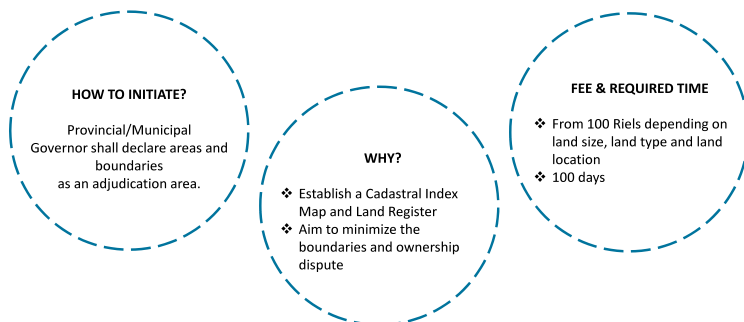 HOW TO INITIATE?
Provincial/Municipal
Governor shall declare areas and
boundaries
as an adjudication area.
WHY?
❖ Establish a Cadastral Index
Map and Land Register
❖ Aim to minimize the
boundaries and ownership
dispute
FEE & REQUIRED TIME
❖ From 100 Riels depending on
land size, land type and land
location
❖ 100 days